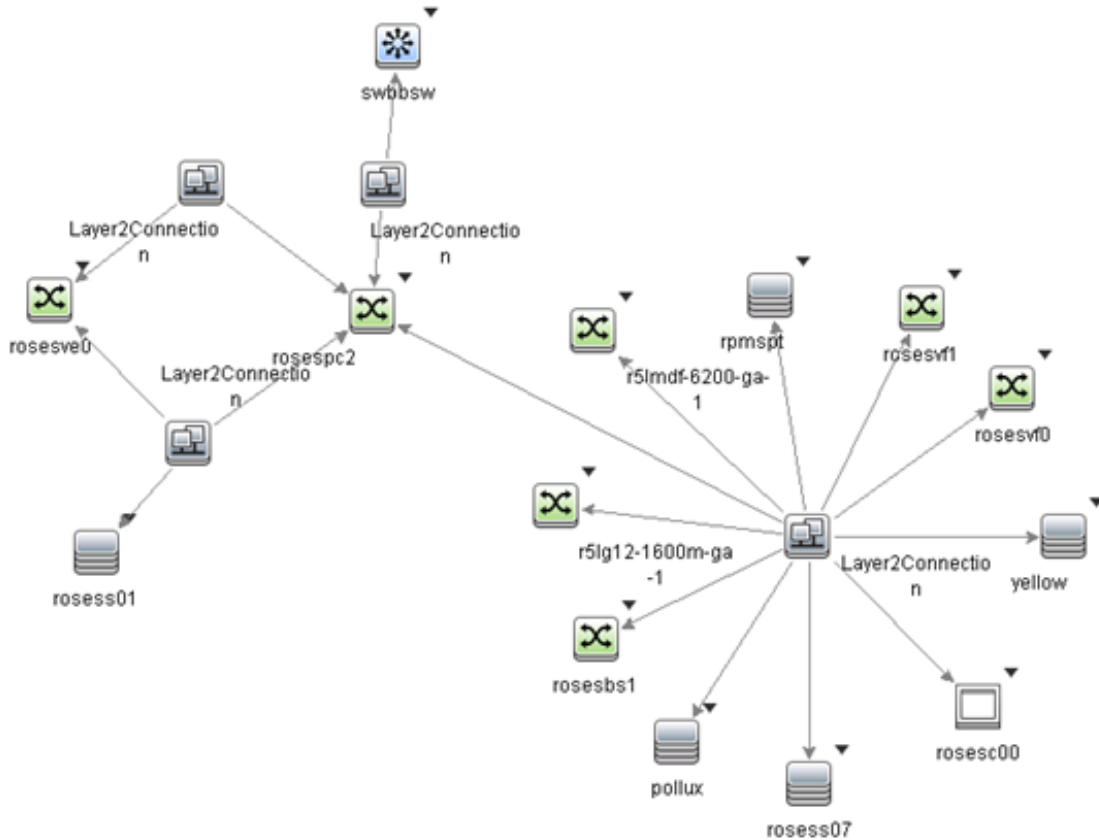 swbbsw
Layer2Connectio
n
Layer2Connectio
n
rosesve0
rosespc2
Layer2Connectio
n
rosess01
rpmspt
rosesvf1
r5lmdf-6200-ga-
1
rosesvf0
r5lg12-1600m-ga
-1
Layer2Connectio
n
yellow
rosesbs1
rosesc00
pollux
rosess07